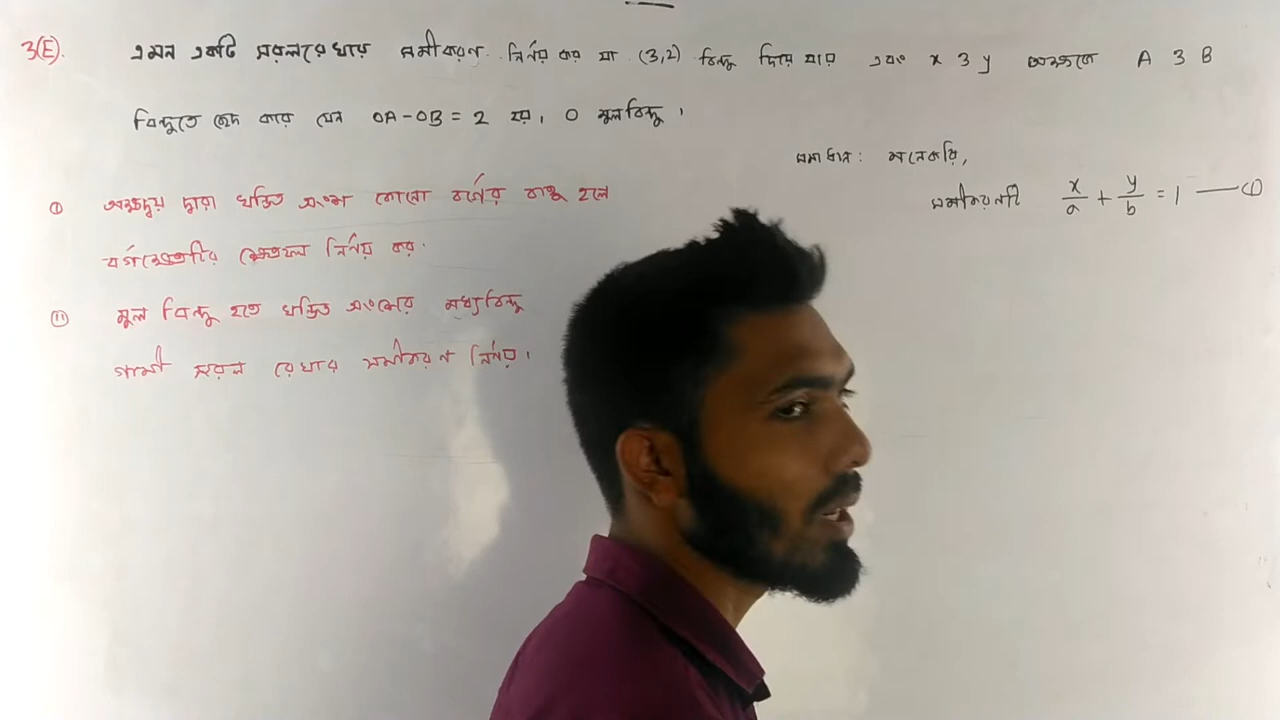 3(E). এমন একটি সরলরেখার সমীকরণ নির্ণয় কর যা (3,2) বিন্দু দিয়ে যায় এবং x ও y অক্ষকে A ও B
বিন্দুতে ছেদ করে যেন OA-OB = 2 হয়, O মূলবিন্দু।
(i) অক্ষদ্বয় দ্বারা খন্ডিত অংশ কোনো বর্গের বাহু হলে
বর্গক্ষেত্রটির ক্ষেত্রফল নির্ণয় কর.
(ii) মূল বিন্দু হতে খন্ডিত অংশের মধ্যবিন্দু
গামী সরল রেখার সমীকরণ নির্ণয়।
সমাধান: মনেকরি,
সমীকরণটি x/a + y/b = 1 —(i)